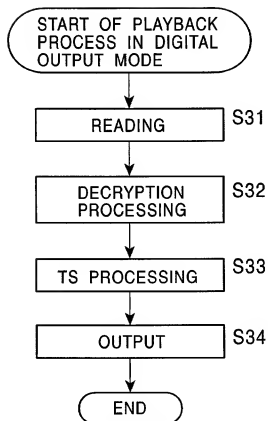 START OF PLAYBACK
PROCESS IN DIGITAL
OUTPUT MODE
READING
S31
DECRYPTION
PROCESSING
S32
TS PROCESSING
S33
OUTPUT
S34
END